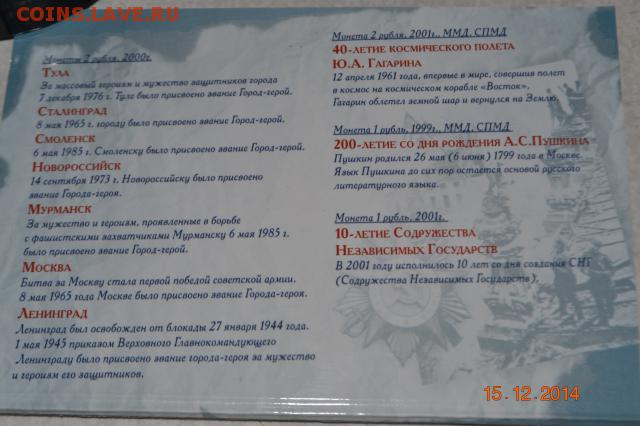 COINS.LAVE.RU
Монеты 2 рубля, 2000г.
Тула
За массовый героизм и мужество защитников города
7 декабря 1976 г. Туле было присвоено звание Город-герой.
Сталинград
8 мая 1965 г. городу было присвоено звание Город-герой.
Смоленск
6 мая 1985 г. Смоленску было присвоено звание Город-герой.
Новороссийск
14 сентября 1973 г. Новороссийску было присвоено
звание Города-героя.
Мурманск
За мужество и героизм, проявленные в борьбе
с фашистскими захватчиками Мурманску 6 мая 1985 г.
было присвоено звание Город-герой.
Москва
Битва за Москву стала первой победой советской армии.
8 мая 1965 года Москве было присвоено звание Города-героя.
Ленинград
Ленинград был освобожден от блокады 27 января 1944 года.
1 мая 1945 приказом Верховного Главнокомандующего
Ленинграду было присвоено звание города-героя за мужество
и героизм его защитников.
Монета 2 рубля, 2001г., ММД, СПМД
40-летие космического полета
Ю.А. Гагарина
12 апреля 1961 года, впервые в мире, совершив полет
в космос на космическом корабле «Восток»,
Гагарин облетел земной шар и вернулся на Землю.
Монета 1 рубль, 1999г., ММД, СПМД
200-летие со дня рождения А.С.Пушкина
Пушкин родился 26 мая (6 июня) 1799 года в Москве.
Язык Пушкина до сих пор остается основой русского
литературного языка.
Монета 1 рубль, 2001г.
10-летие Содружества
Независимых Государств
В 2001 году исполнилось 10 лет со дня создания СНГ
(Содружества Независимых Государств).
15.12.2014